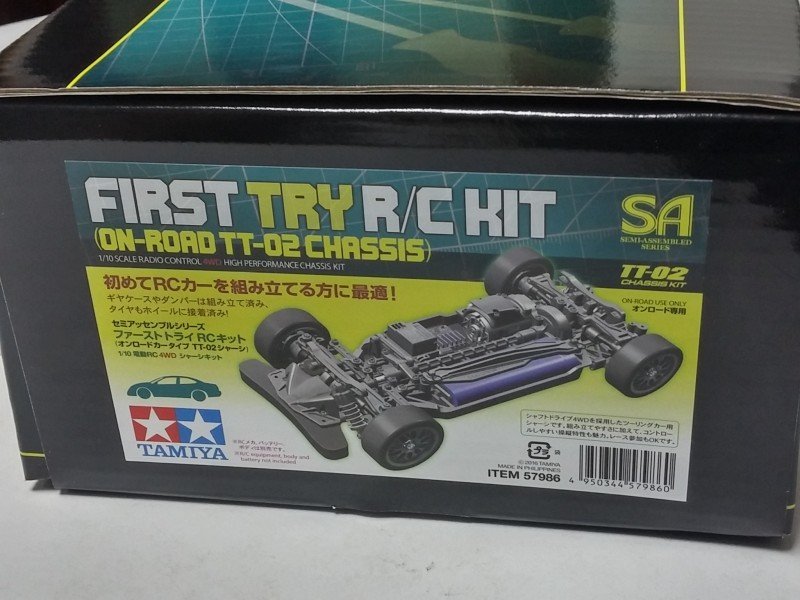 FIRST TRY R/C KIT
(ON-ROAD TT-02 CHASSIS)
1/10 SCALE RADIO CONTROL 4WD HIGH PERFORMANCE CHASSIS KIT
SA
SEMI-ASSEMBLED
SERIES
TT-02
CHASSIS KIT
ON-ROAD USE ONLY
オンロード専用
初めてRCカーを組み立てる方に最適!
ギヤケースやダンパーは組み立て済み、
タイヤもホイールに接着済み!
セミアッセンブルシリーズ
ファーストトライ RCキット
(オンロードカータイプ TT-02シャーシ)
1/10 電動RC 4WD シャーシキット
TAMIYA
※RCメカ、バッテリー、
ボディは別売です。
※R/C equipment, body and
battery not included.
シャフトドライブ4WDを採用したツーリングカー用
シャーシです。組み立てやすさに加えて、コントロ
ールしやすい操縦特性も魅力。レース参加もOKです。
© 2016 TAMIYA
MADE IN PHILIPPINES
ITEM 57986
4 950344 579860